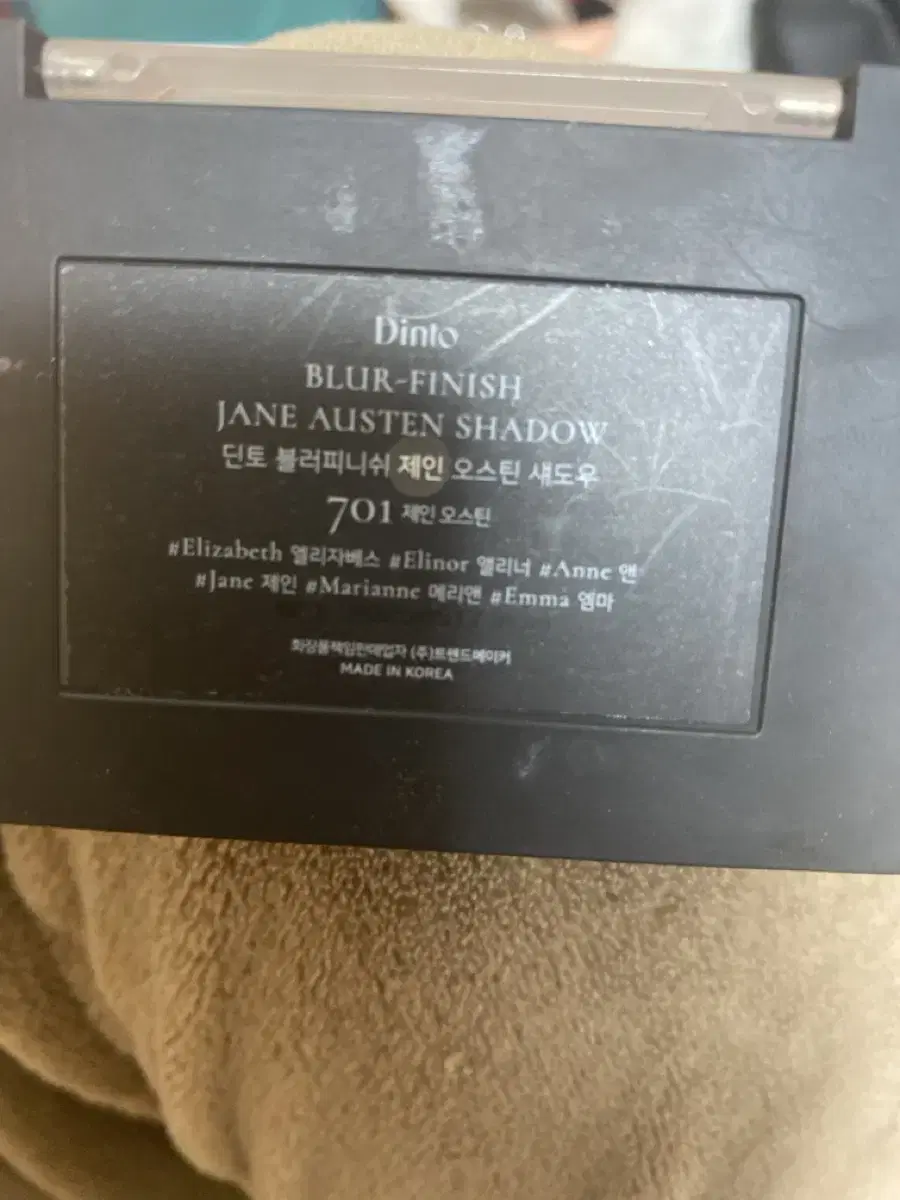 Dinto
BLUR-FINISH
JANE AUSTEN SHADOW
딘토 블러피니쉬 제인 오스틴 섀도우
701 제인 오스틴
#Elizabeth 엘리자베스 #Elinor 엘리너 #Anne 앤
#Jane 제인 #Marianne 메리앤 #Emma 엠마
화장품책임판매업자 (주)트렌드메이커
MADE IN KOREA